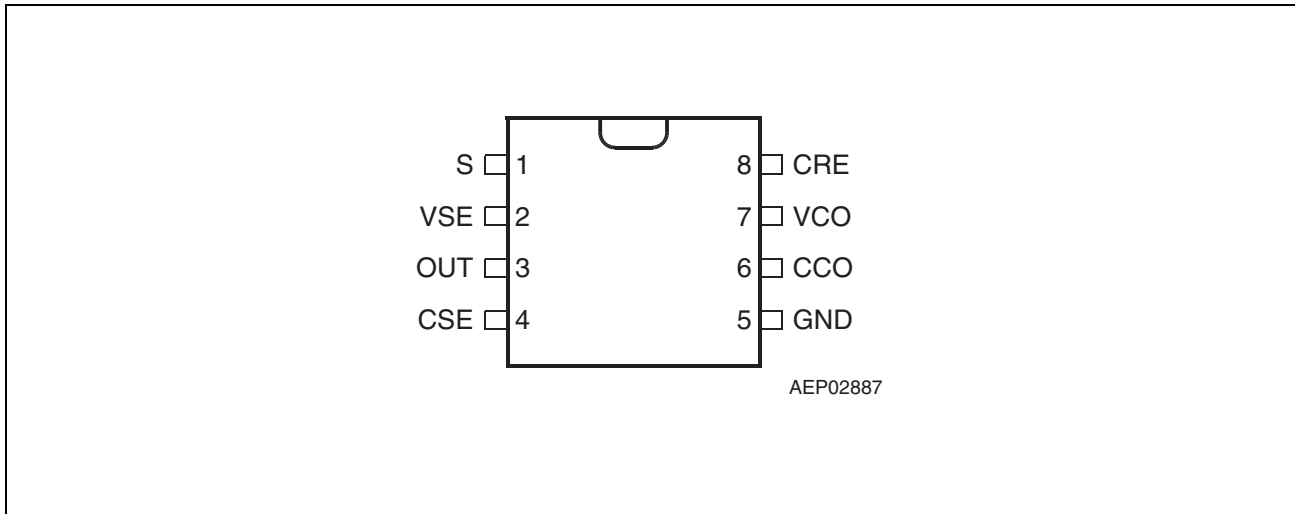 S 1 8 CRE
VSE 2 7 VCO
OUT 3 6 CCO
CSE 4 5 GND
AEP02887